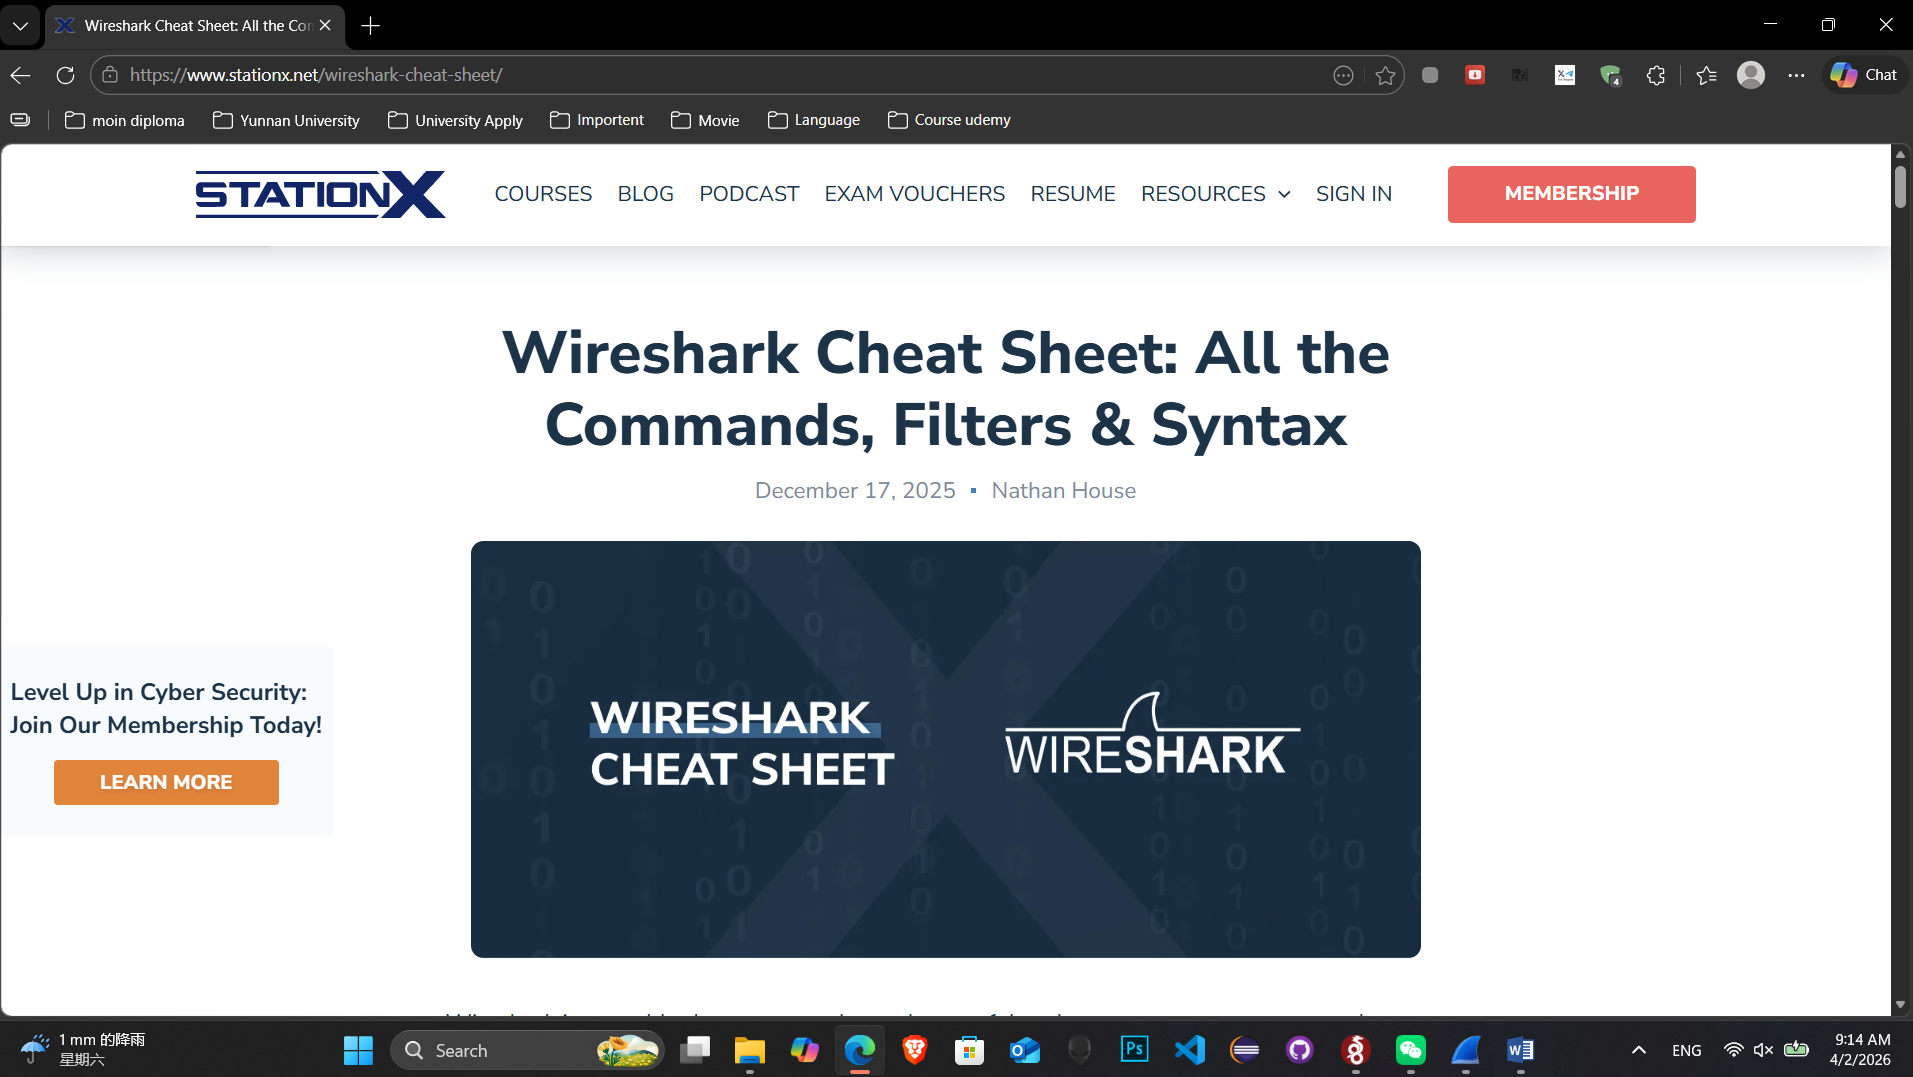 Wireshark Cheat Sheet: All the Con
https://www.stationx.net/wireshark-cheat-sheet/
4
Chat
moin diploma
Yunnan University
University Apply
Importent
Movie
Language
Course udemy
STATIONX
COURSES
BLOG
PODCAST
EXAM VOUCHERS
RESUME
RESOURCES
SIGN IN
MEMBERSHIP
Wireshark Cheat Sheet: All the
Commands, Filters & Syntax
December 17, 2025 ▪ Nathan House
WIRESHARK
CHEAT SHEET
WIRESHARK
Level Up in Cyber Security:
Join Our Membership Today!
LEARN MORE
1 mm 的降雨
星期六
Search
Ps
ENG
9:14 AM
4/2/2026